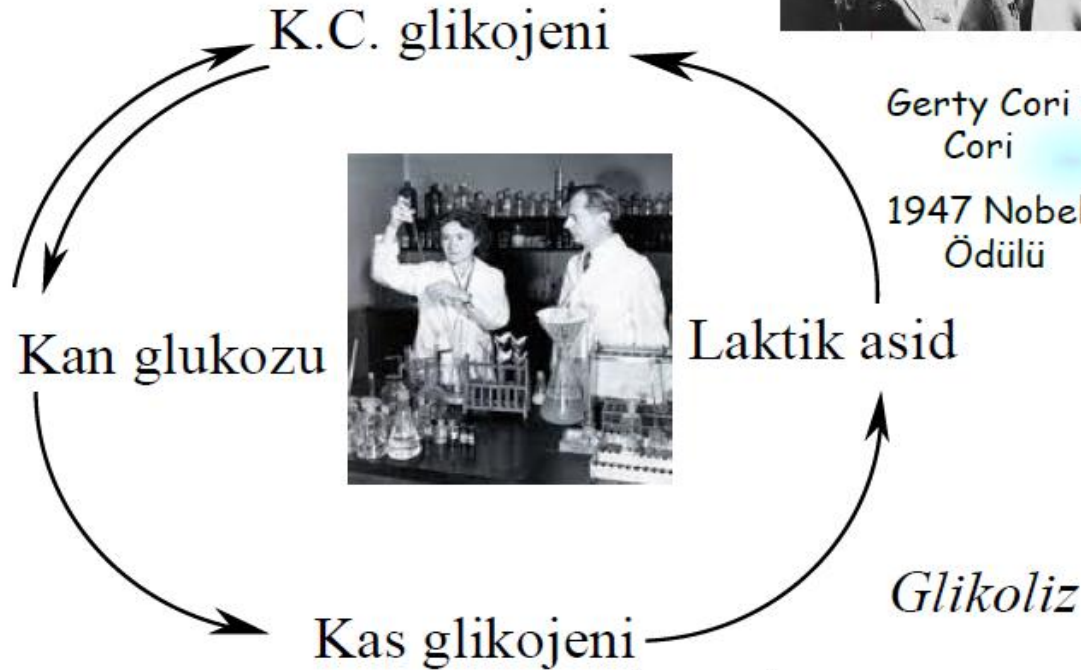 K.C. glikojeni
Gerty Cori
Cori
1947 Nobel
Ödülü
Kan glukozu
Laktik asid
Glikoliz
Kas glikojeni